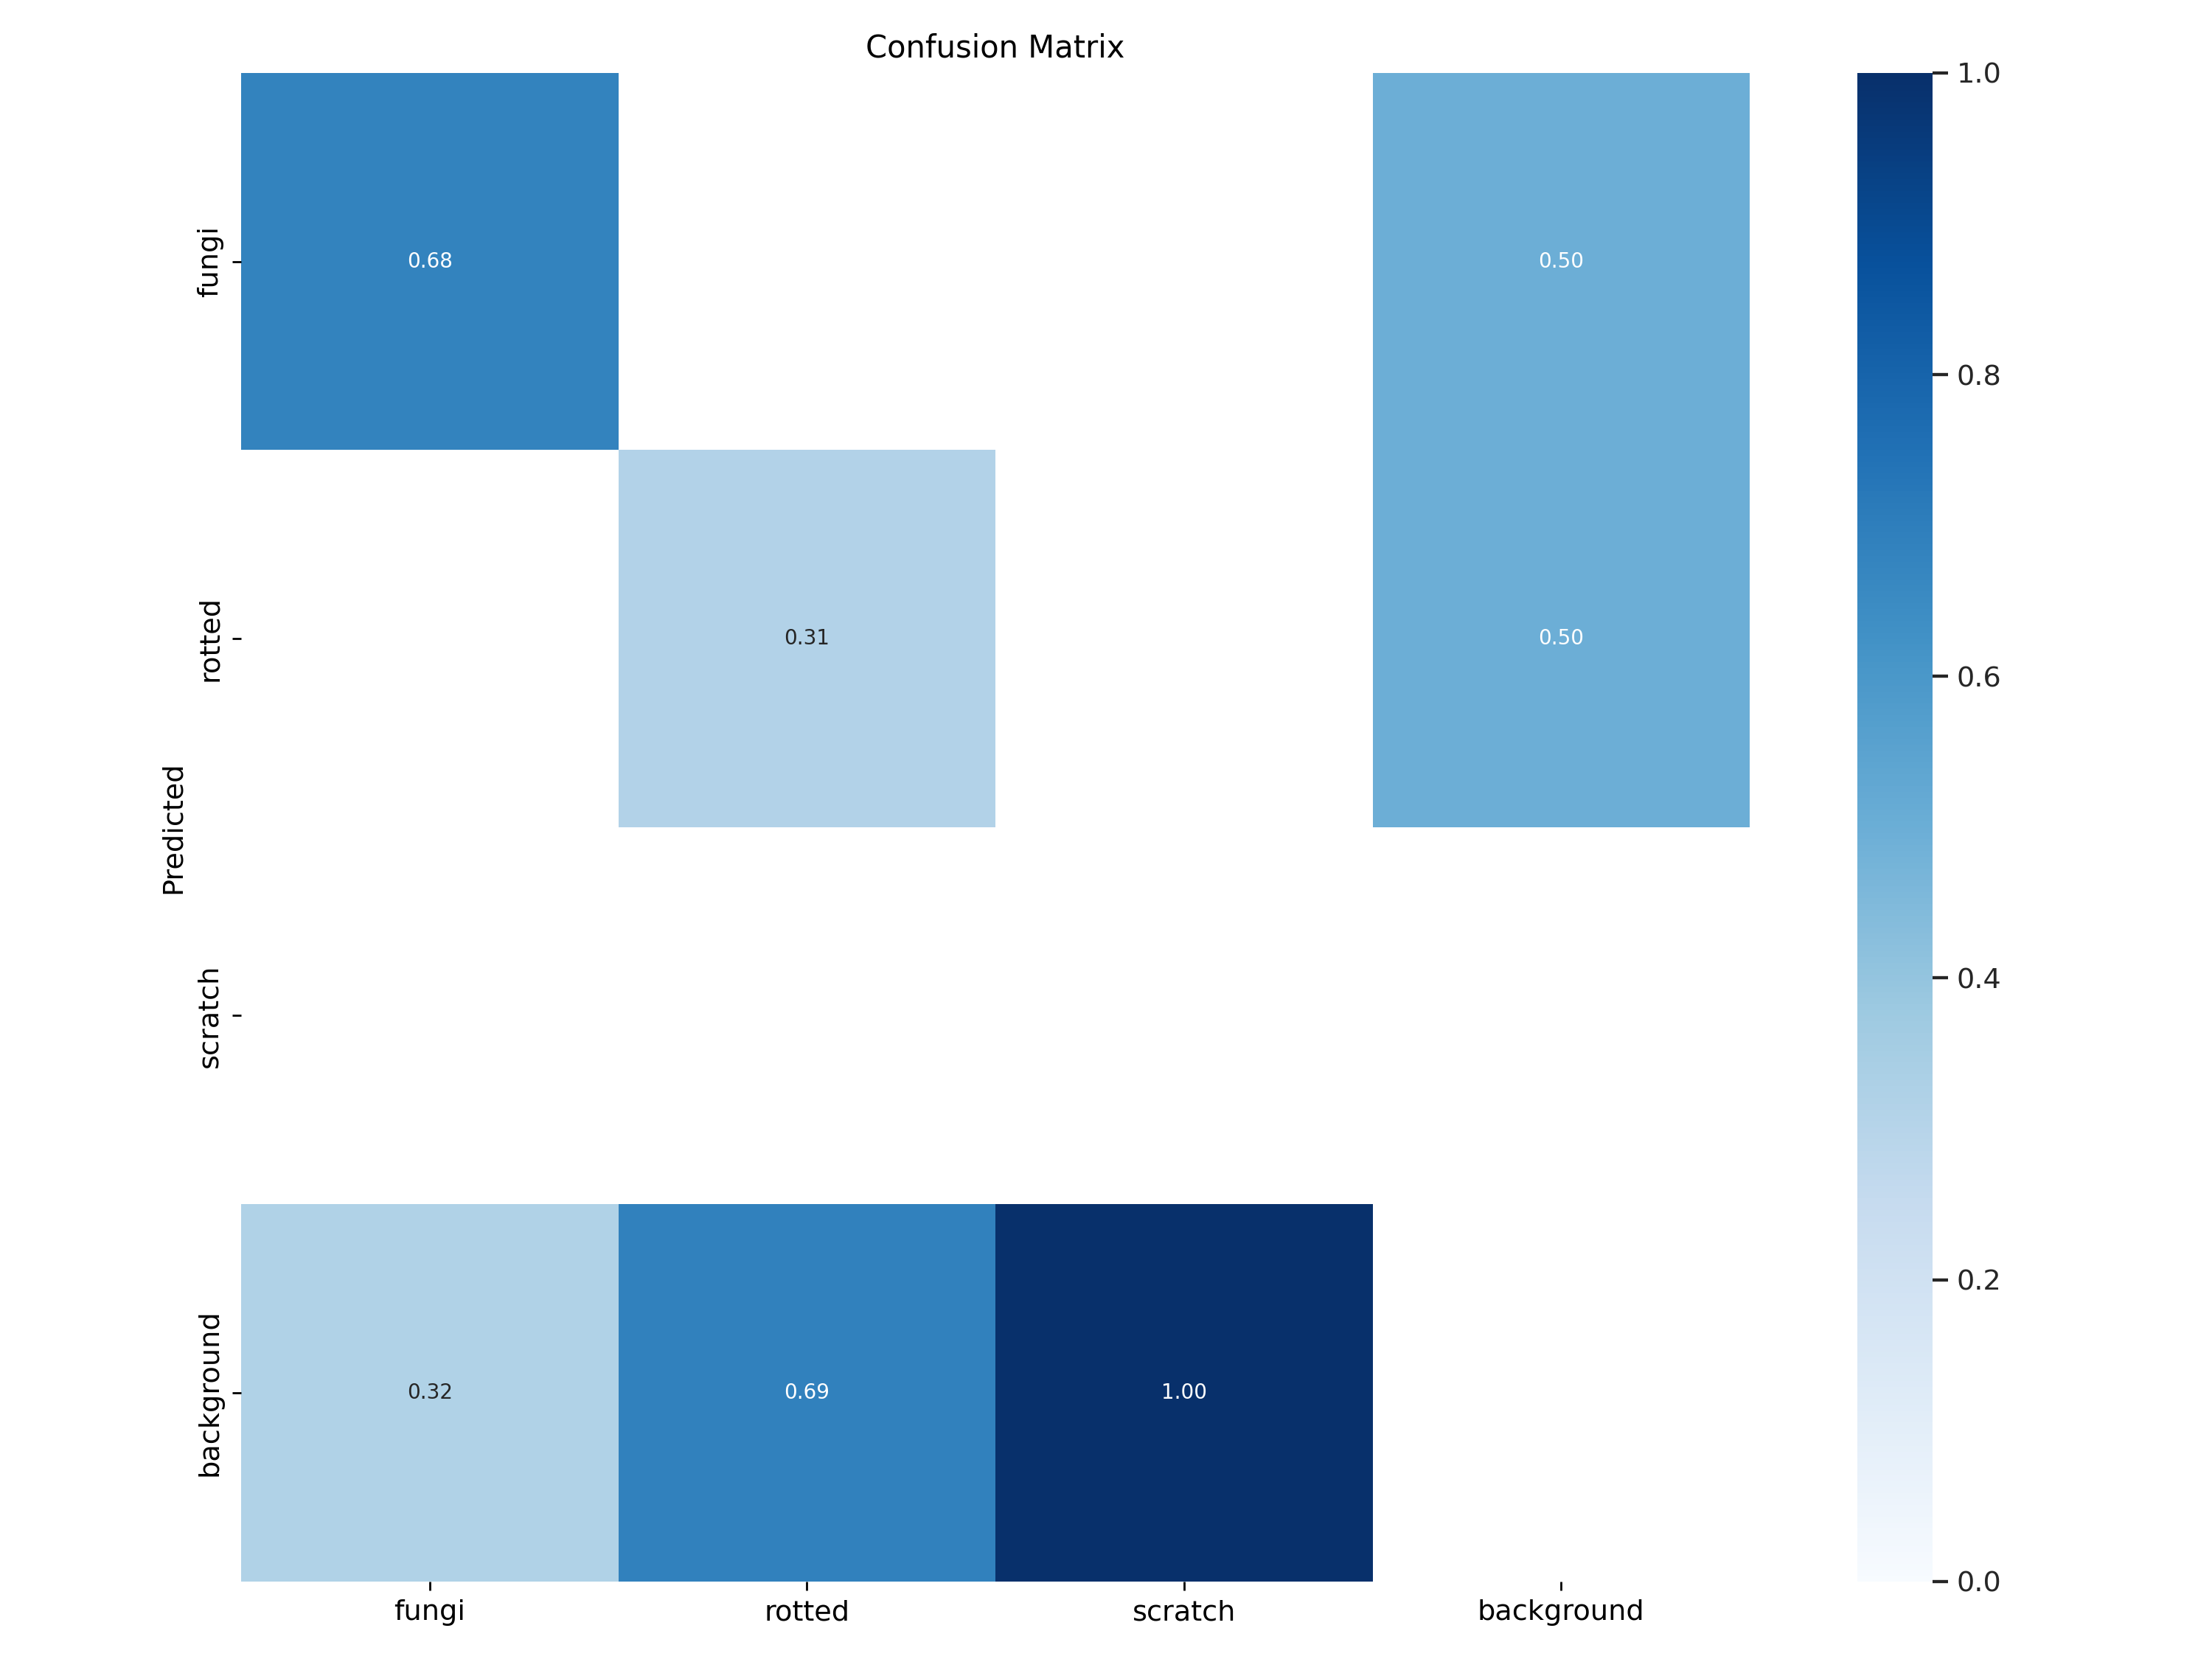 Confusion Matrix
1.0
fungi
0.68
0.50
0.8
rotted
0.31
0.50
0.6
Predicted
scratch
0.4
background
0.32
0.69
1.00
0.2
0.0
fungi
rotted
scratch
background